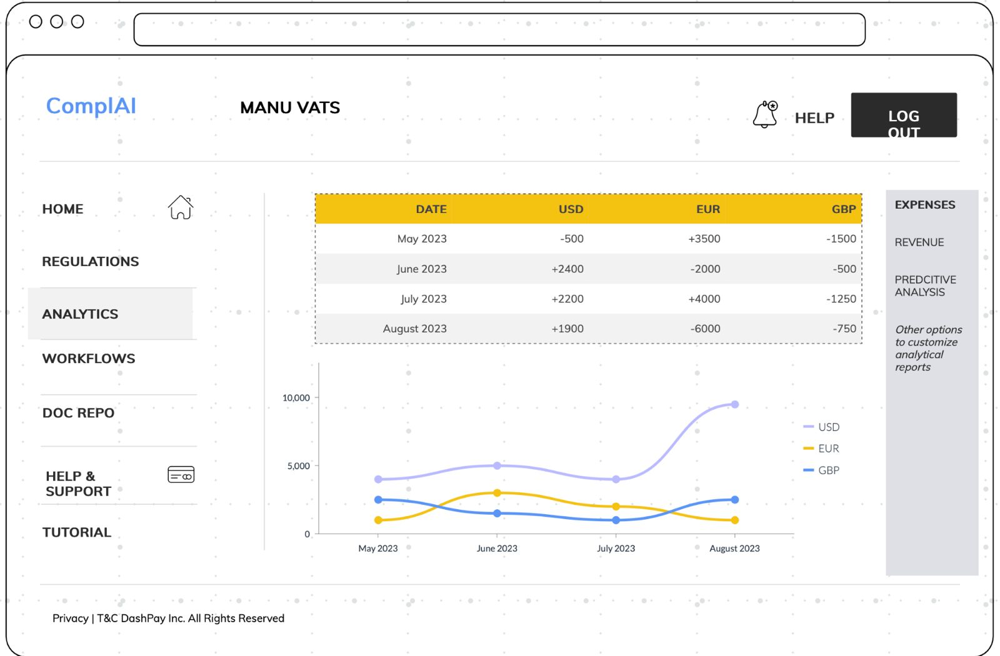 ComplAI
MANU VATS
HELP
LOG
OUT
HOME
REGULATIONS
ANALYTICS
WORKFLOWS
DOC REPO
HELP &
SUPPORT
TUTORIAL
DATE USD EUR GBP
May 2023 -500 +3500 -1500
June 2023 +2400 -2000 -500
July 2023 +2200 +4000 -1250
August 2023 +1900 -6000 -750
10,000
5,000
0
May 2023 June 2023 July 2023 August 2023
USD
EUR
GBP
EXPENSES
REVENUE
PREDCITIVE
ANALYSIS
Other options
to customize
analytical
reports
Privacy | T&C DashPay Inc. All Rights Reserved